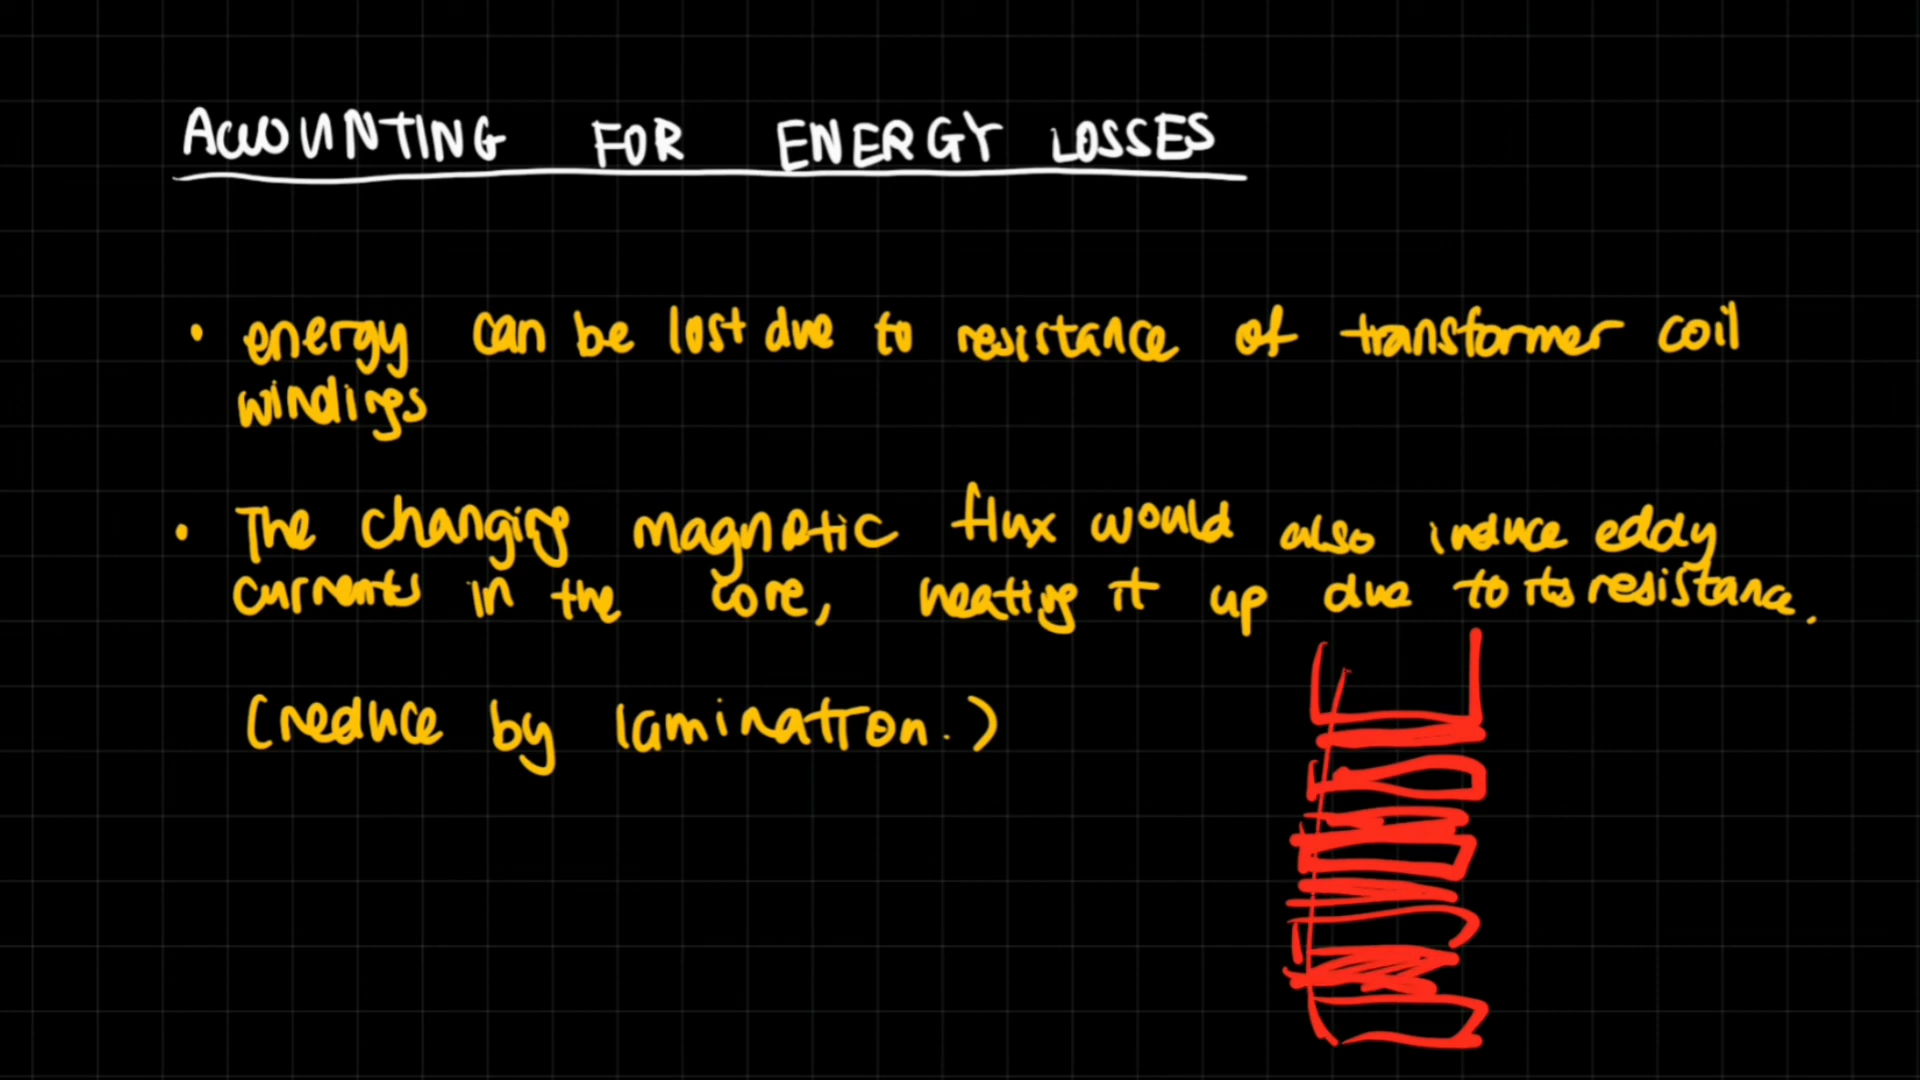 ACCOUNTING FOR ENERGY LOSSES
• energy can be lost due to resistance of transformer coil
windings
• The changing magnetic flux would also induce eddy
currents in the core, heating it up due to its resistance.
(reduce by lamination.)